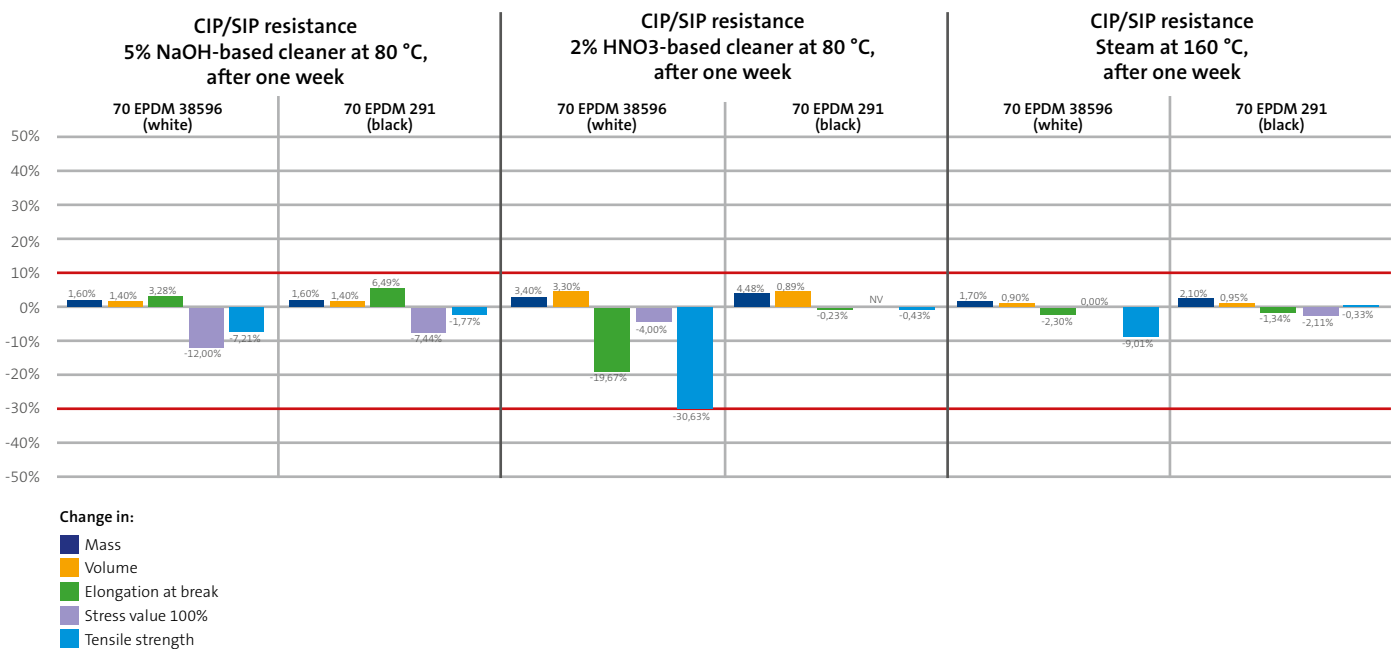 CIP/SIP resistance
5% NaOH-based cleaner at 80 °C,
after one week
CIP/SIP resistance
2% HNO3-based cleaner at 80 °C,
after one week
CIP/SIP resistance
Steam at 160 °C,
after one week
70 EPDM 38596
(white)
70 EPDM 291
(black)
70 EPDM 38596
(white)
70 EPDM 291
(black)
70 EPDM 38596
(white)
70 EPDM 291
(black)
50%
40%
30%
20%
10%
0%
-10%
-20%
-30%
-40%
-50%
1,60%
1,40%
3,28%
-12,00%
-7,21%
1,60%
1,40%
6,49%
-7,44%
-1,77%
3,40%
3,30%
-19,67%
-4,00%
-30,63%
4,48%
0,89%
-0,23%
NV
-0,43%
1,70%
0,90%
-2,30%
0,00%
-9,01%
2,10%
0,95%
-1,34%
-2,11%
-0,33%
Change in:
Mass
Volume
Elongation at break
Stress value 100%
Tensile strength